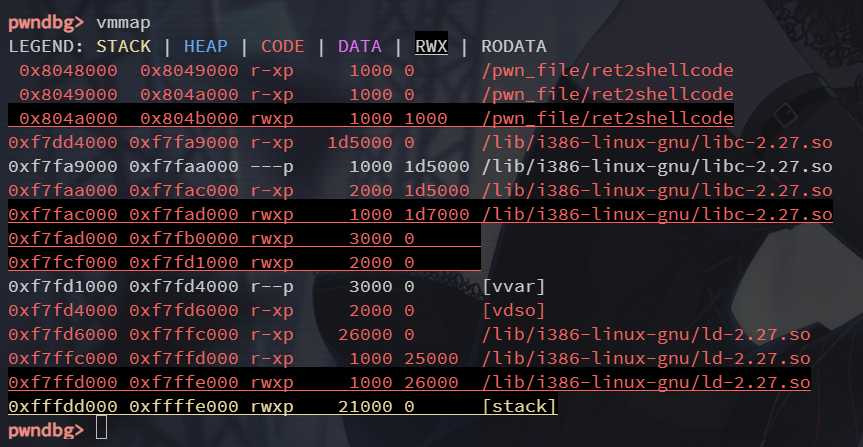 pwndbg> vmmap
LEGEND: STACK | HEAP | CODE | DATA | RWX | RODATA
0x8048000 0x8049000 r-xp 1000 0 /pwn_file/ret2shellcode
0x8049000 0x804a000 r-xp 1000 0 /pwn_file/ret2shellcode
0x804a000 0x804b000 rwxp 1000 1000 /pwn_file/ret2shellcode
0xf7dd4000 0xf7fa9000 r-xp 1d5000 0 /lib/i386-linux-gnu/libc-2.27.so
0xf7fa9000 0xf7faa000 ---p 1000 1d5000 /lib/i386-linux-gnu/libc-2.27.so
0xf7faa000 0xf7fac000 r-xp 2000 1d5000 /lib/i386-linux-gnu/libc-2.27.so
0xf7fac000 0xf7fad000 rwxp 1000 1d7000 /lib/i386-linux-gnu/libc-2.27.so
0xf7fad000 0xf7fb0000 rwxp 3000 0
0xf7fcf000 0xf7fd1000 rwxp 2000 0
0xf7fd1000 0xf7fd4000 r--p 3000 0 [vvar]
0xf7fd4000 0xf7fd6000 r-xp 2000 0 [vdso]
0xf7fd6000 0xf7ffc000 r-xp 26000 0 /lib/i386-linux-gnu/ld-2.27.so
0xf7ffc000 0xf7ffd000 r-xp 1000 25000 /lib/i386-linux-gnu/ld-2.27.so
0xf7ffd000 0xf7ffe000 rwxp 1000 26000 /lib/i386-linux-gnu/ld-2.27.so
0xfffdd000 0xffffe000 rwxp 21000 0 [stack]
pwndbg>